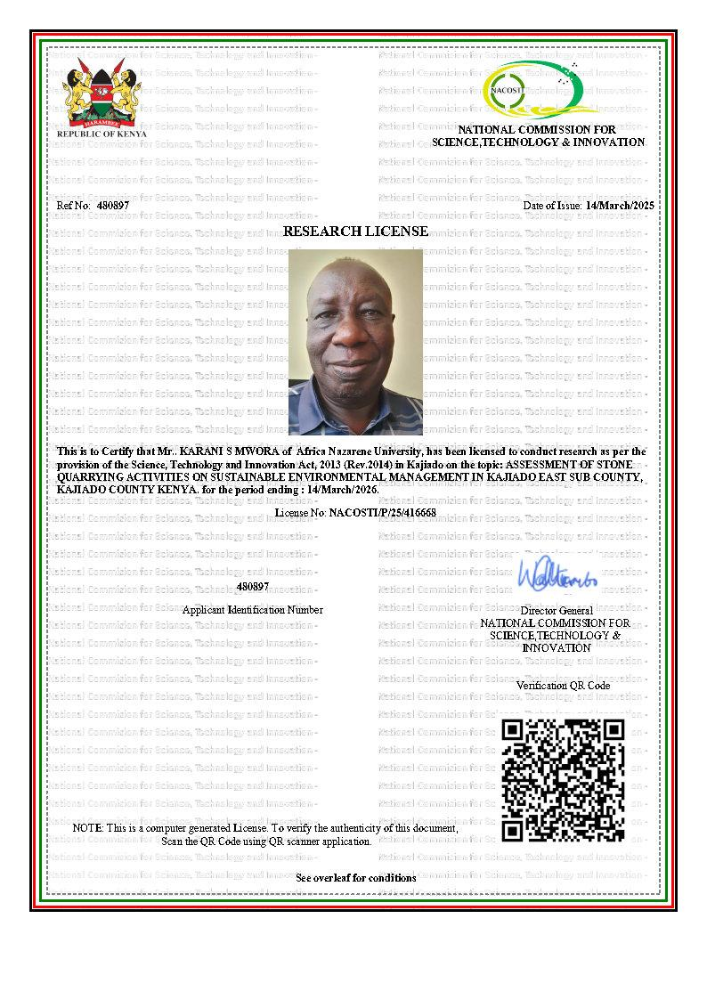 HARAMBEE
REPUBLIC OF KENYA
NACOSTI
NATIONAL COMMISSION FOR
SCIENCE,TECHNOLOGY & INNOVATION
Ref No: 480897
Date of Issue: 14/March/2025
RESEARCH LICENSE
This is to Certify that Mr.. KARANI S MWORA of Africa Nazarene University, has been licensed to conduct research as per the
provision of the Science, Technology and Innovation Act, 2013 (Rev.2014) in Kajiado on the topic: ASSESSMENT OF STONE
QUARRYING ACTIVITIES ON SUSTAINABLE ENVIRONMENTAL MANAGEMENT IN KAJIADO EAST SUB COUNTY,
KAJIADO COUNTY KENYA. for the period ending : 14/March/2026.
License No: NACOSTI/P/25/416668
480897
Applicant Identification Number
Director General
NATIONAL COMMISSION FOR
SCIENCE,TECHNOLOGY &
INNOVATION
Verification QR Code
NOTE: This is a computer generated License. To verify the authenticity of this document,
Scan the QR Code using QR scanner application.
See overleaf for conditions